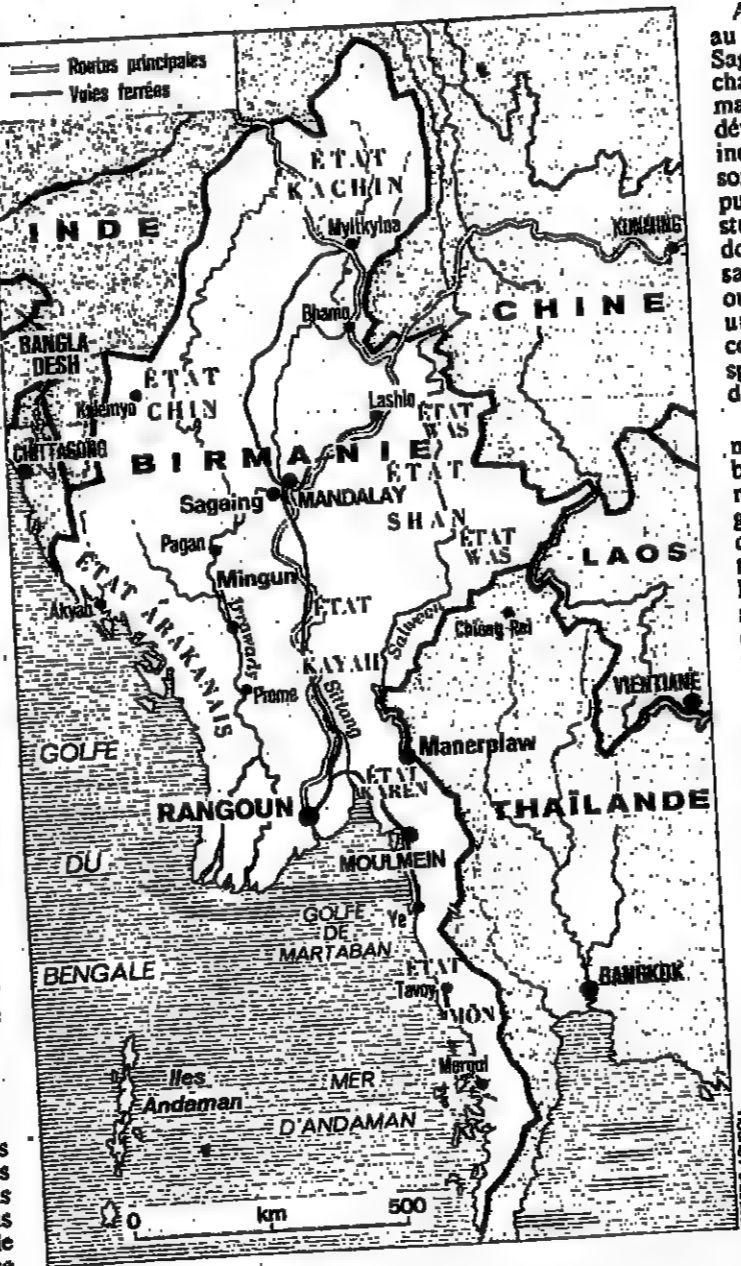 Routes principales
Voies ferrées
ÉTAT
KACHIN
INDE
Myitkyina
KUNMING
CHINE
Bhamo
BANGLA
DESH
ÉTAT
CHIN
Kalemyo
Lashio
ÉTAT
WAS
CHITTAGONG
BIRMANIE
ÉTAT
SHAN
Sagaing
MANDALAY
ÉTAT
WAS
LAOS
Pagan
Mingun
ÉTAT ARAKANAIS
Akyab
Irrawady
ÉTAT
KAYAH
Salween
Chiang-Rai
Prome
Sittang
VIENTIANE
GOLFE
Manerplaw
ÉTAT
KAREN
RANGOUN
THAÏLANDE
MOULMEIN
DU
GOLFE
DE
MARTABAN
Ye
BENGALE
ÉTAT
MÔN
Tavoy
BANGKOK
Mergui
Iles
Andaman
MER
D'ANDAMAN
0
km
500
au